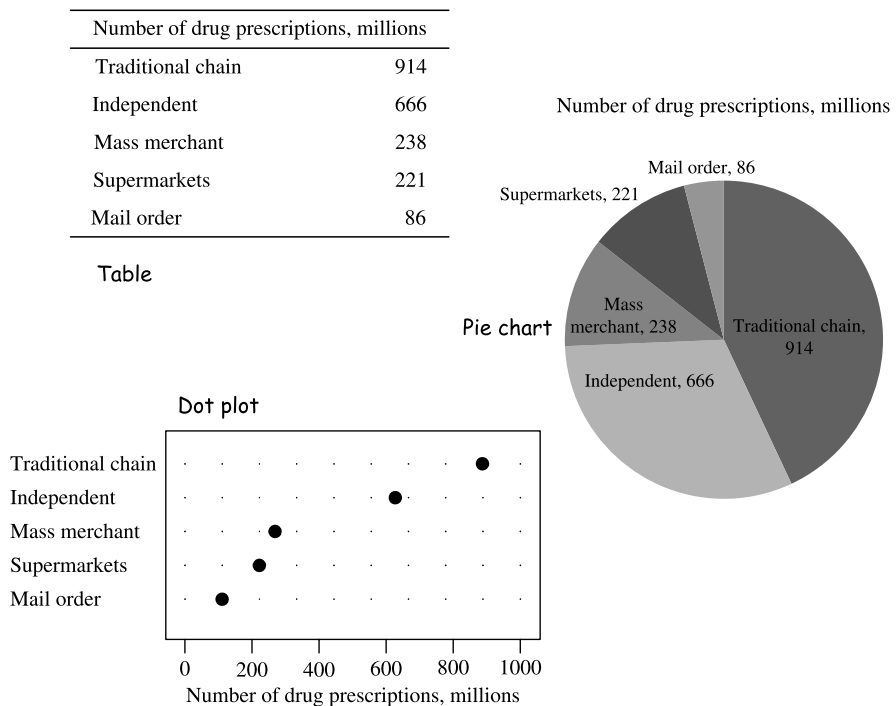 Number of drug prescriptions, millions
Traditional chain 914
Independent 666
Mass merchant 238
Supermarkets 221
Mail order 86
Table
Number of drug prescriptions, millions
Mail order, 86
Supermarkets, 221
Mass
merchant, 238
Traditional chain,
914
Independent, 666
Pie chart
Dot plot
Traditional chain
Independent
Mass merchant
Supermarkets
Mail order
0 200 400 600 800 1000
Number of drug prescriptions, millions